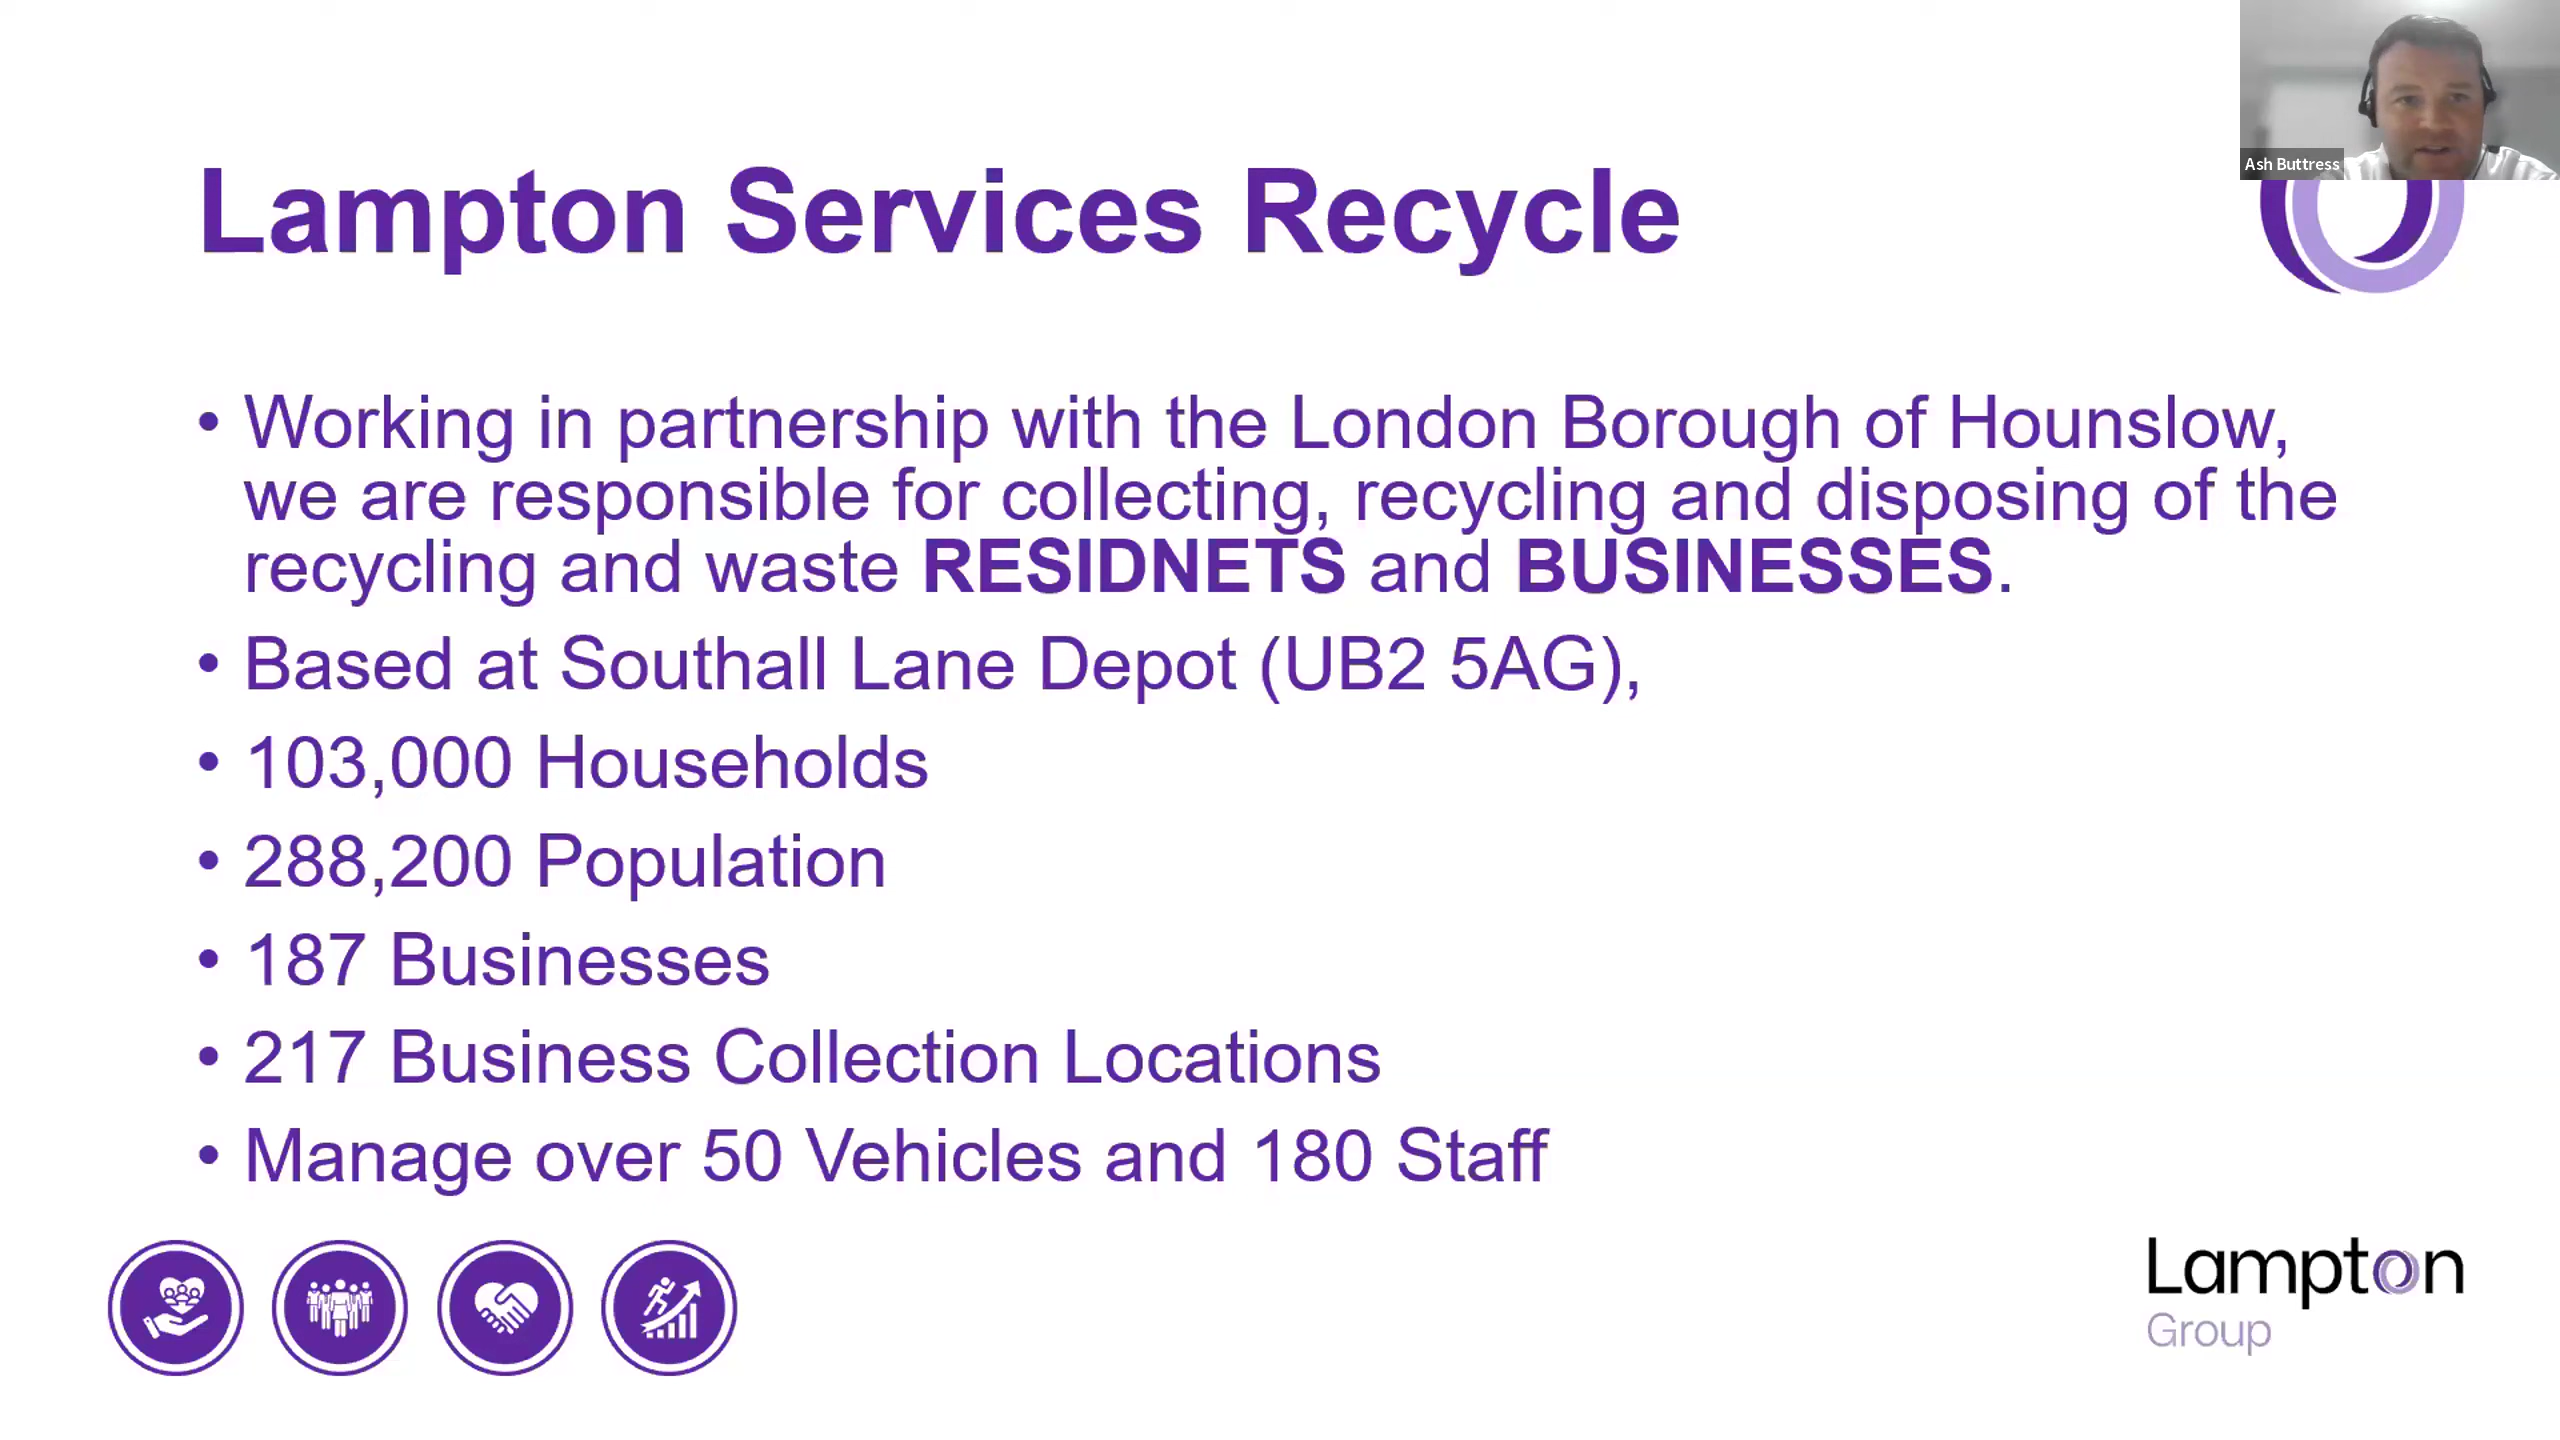 Ash Buttress
Lampton Services Recycle
• Working in partnership with the London Borough of Hounslow,
we are responsible for collecting, recycling and disposing of the
recycling and waste RESIDNETS and BUSINESSES.
• Based at Southall Lane Depot (UB2 5AG),
• 103,000 Households
• 288,200 Population
• 187 Businesses
• 217 Business Collection Locations
• Manage over 50 Vehicles and 180 Staff
Lampton
Group